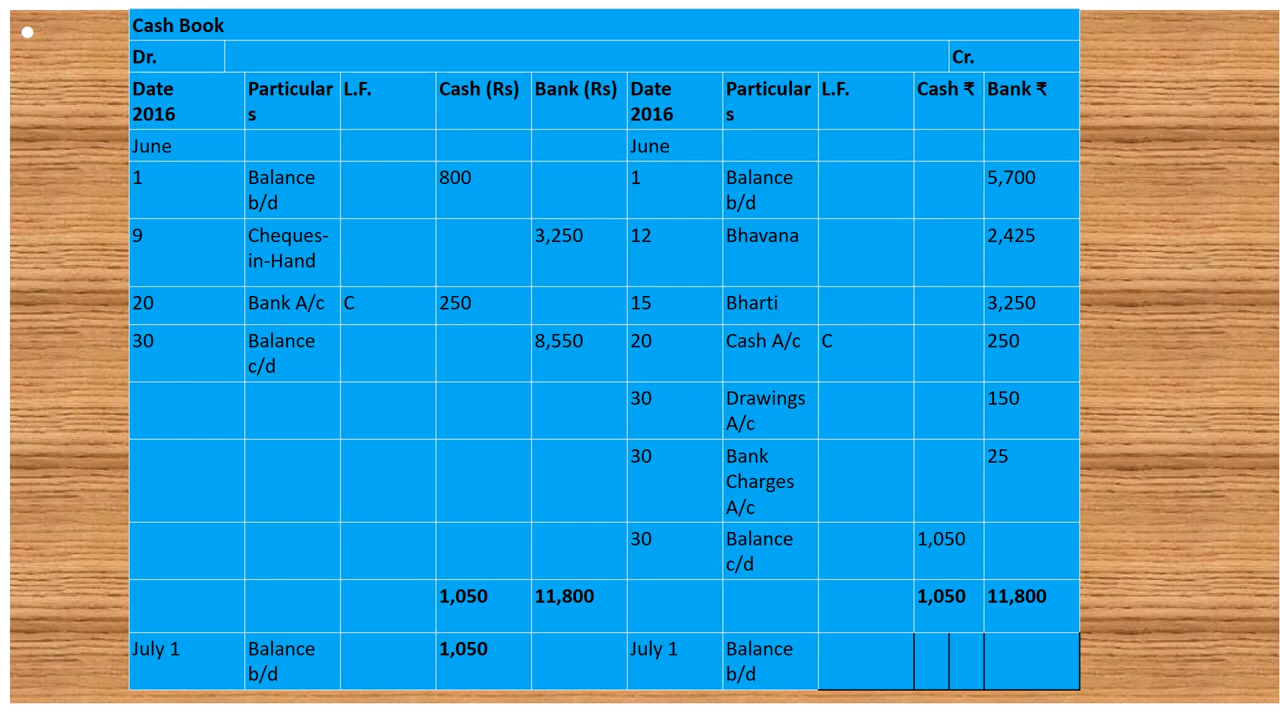 Cash Book
Dr. Cr.
Date Particular L.F. Cash (Rs) Bank (Rs) Date Particular L.F. Cash ₹ Bank ₹
2016 s 2016 s
June June
1 Balance 800 1 Balance 5,700
b/d b/d
9 Cheques- 3,250 12 Bhavana 2,425
in-Hand
20 Bank A/c C 250 15 Bharti 3,250
30 Balance 8,550 20 Cash A/c C 250
c/d
30 Drawings 150
A/c
30 Bank 25
Charges
A/c
30 Balance 1,050
c/d
1,050 11,800 1,050 11,800
July 1 Balance 1,050 July 1 Balance
b/d b/d